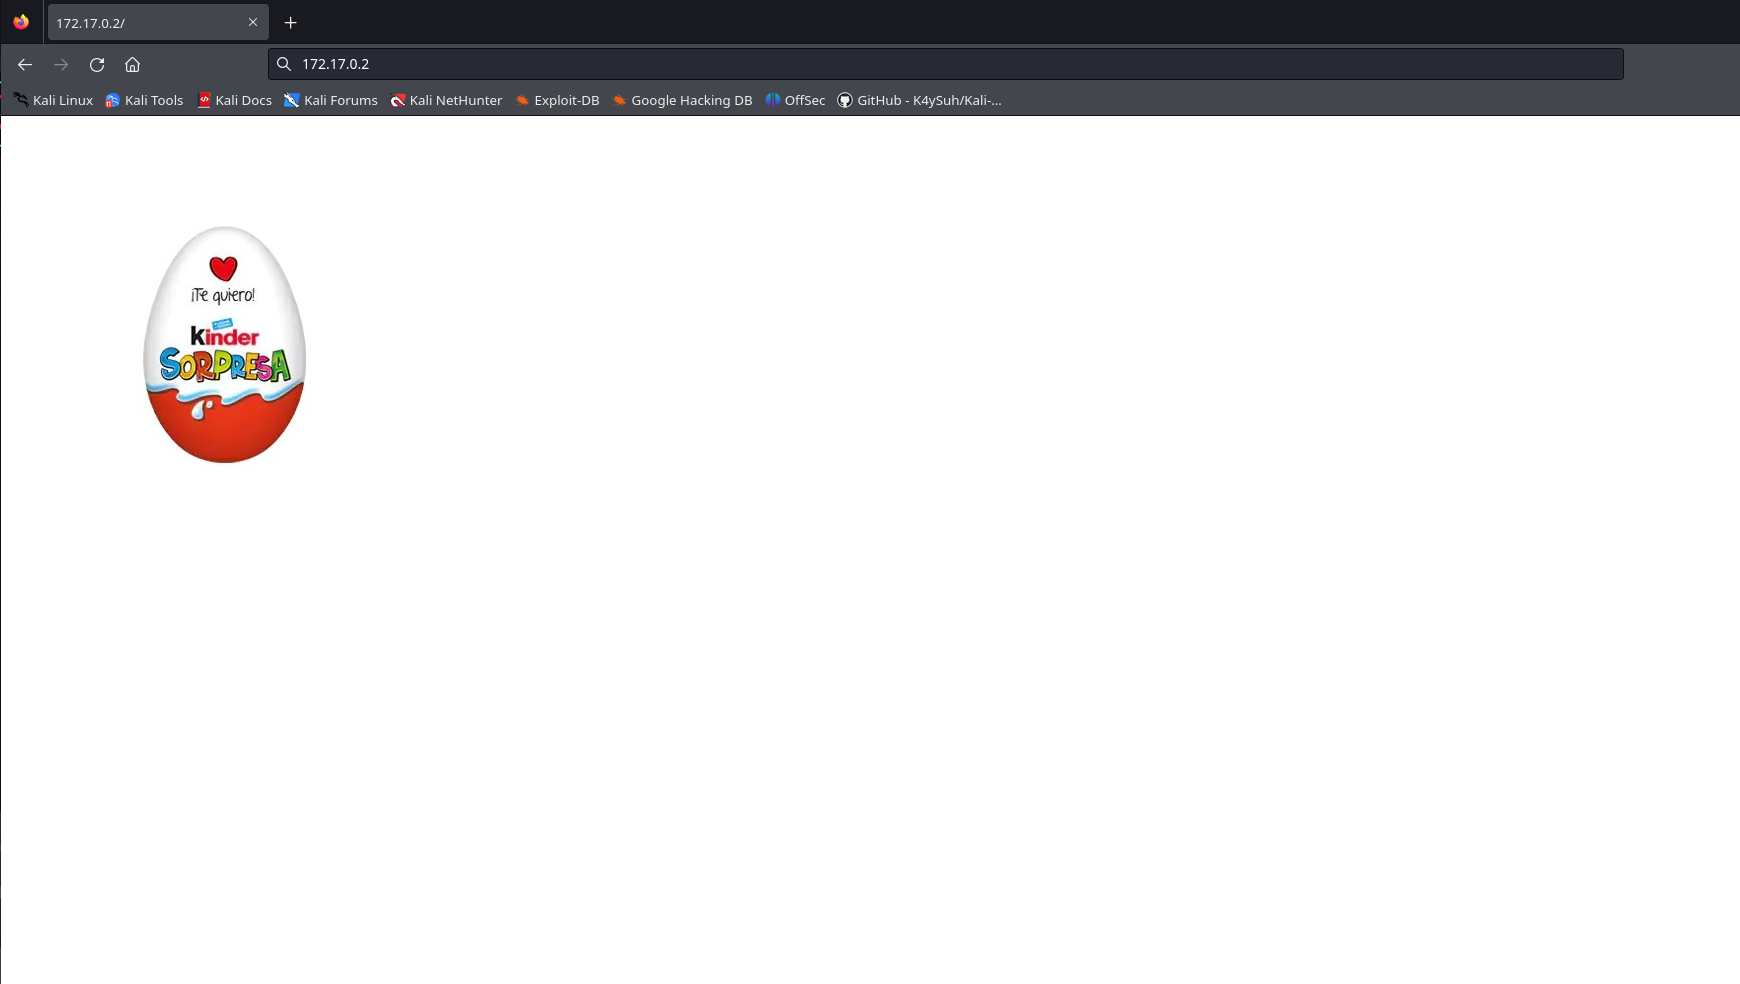 172.17.0.2/
172.17.0.2
Kali Linux Kali Tools Kali Docs Kali Forums Kali NetHunter Exploit-DB Google Hacking DB OffSec GitHub - K4ySuh/Kali-...
¡Te quiero!
Kinder
SORPRESA